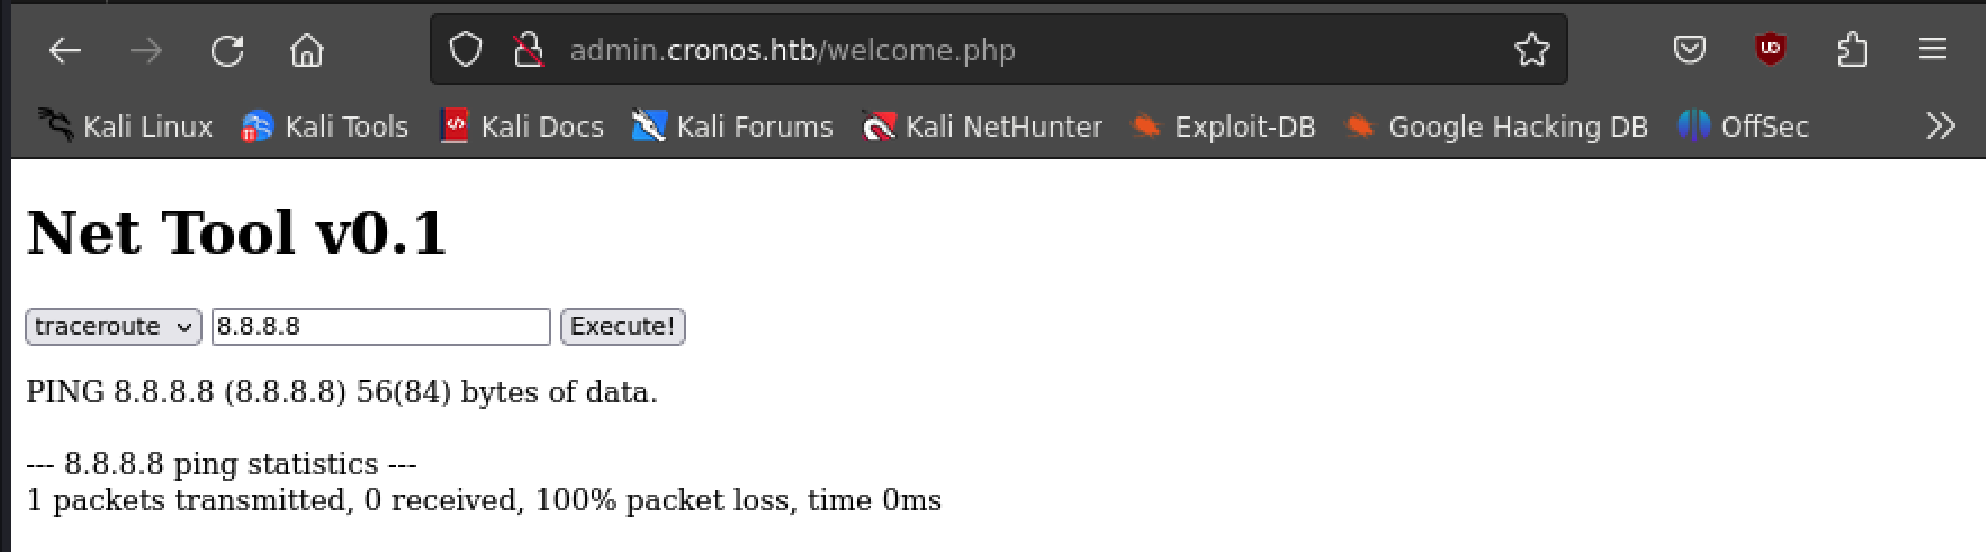 admin.cronos.htb/welcome.php
Kali Linux Kali Tools Kali Docs Kali Forums Kali NetHunter Exploit-DB Google Hacking DB OffSec
Net Tool v0.1
traceroute 8.8.8.8 Execute!
PING 8.8.8.8 (8.8.8.8) 56(84) bytes of data.
--- 8.8.8.8 ping statistics ---
1 packets transmitted, 0 received, 100% packet loss, time 0ms